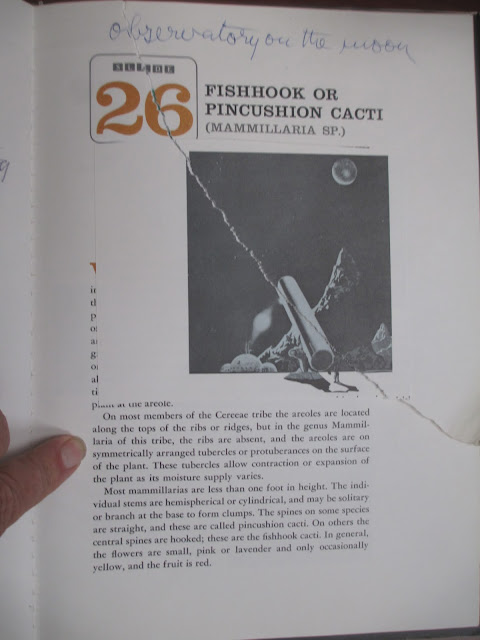 observatory on the moon
SLIDE
26
FISHHOOK OR
PINCUSHION CACTI
(MAMMILLARIA SP.)
plant at the areole.
On most members of the Cereeae tribe the areoles are located
along the tops of the ribs or ridges, but in the genus Mammil-
laria of this tribe, the ribs are absent, and the areoles are on
symmetrically arranged tubercles or protuberances on the surface
of the plant. These tubercles allow contraction or expansion of
the plant as its moisture supply varies.
Most mammillarias are less than one foot in height. The indi-
vidual stems are hemispherical or cylindrical, and may be solitary
or branch at the base to form clumps. The spines on some species
are straight, and these are called pincushion cacti. On others the
central spines are hooked; these are the fishhook cacti. In general,
the flowers are small, pink or lavender and only occasionally
yellow, and the fruit is red.